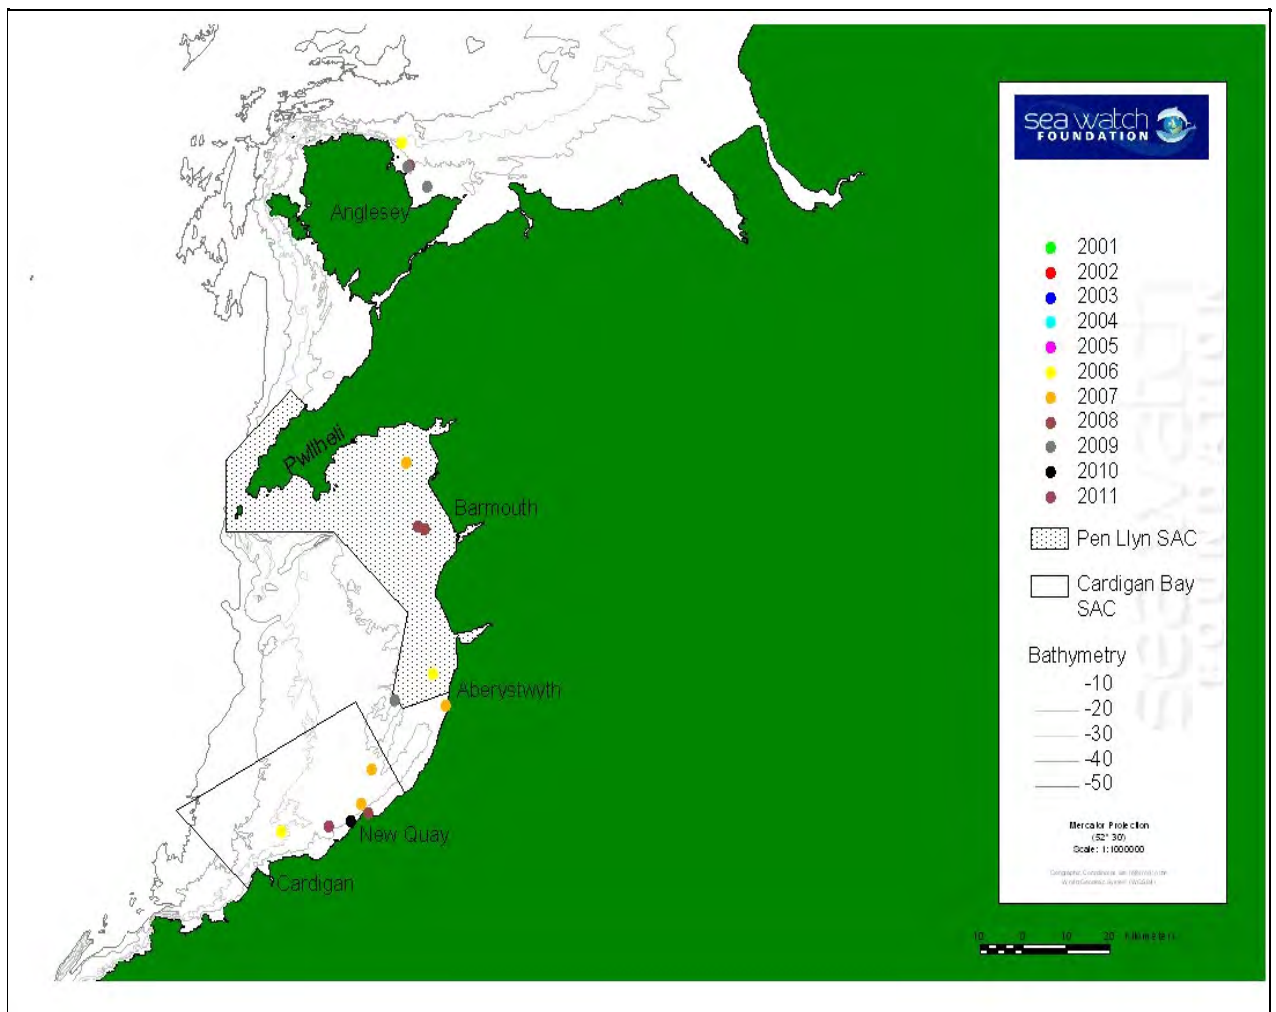 sea watch
FOUNDATION
Anglesey
Pwllheli
Barmouth
Aberystwyth
New Quay
Cardigan
2001
2002
2003
2004
2005
2006
2007
2008
2009
2010
2011
Pen Llyn SAC
Cardigan Bay
SAC
Bathymetry
-10
-20
-30
-40
-50
Mercator Projection
(52° 30)
Scale: 1:1000000
10 0 10 20 Kilometers